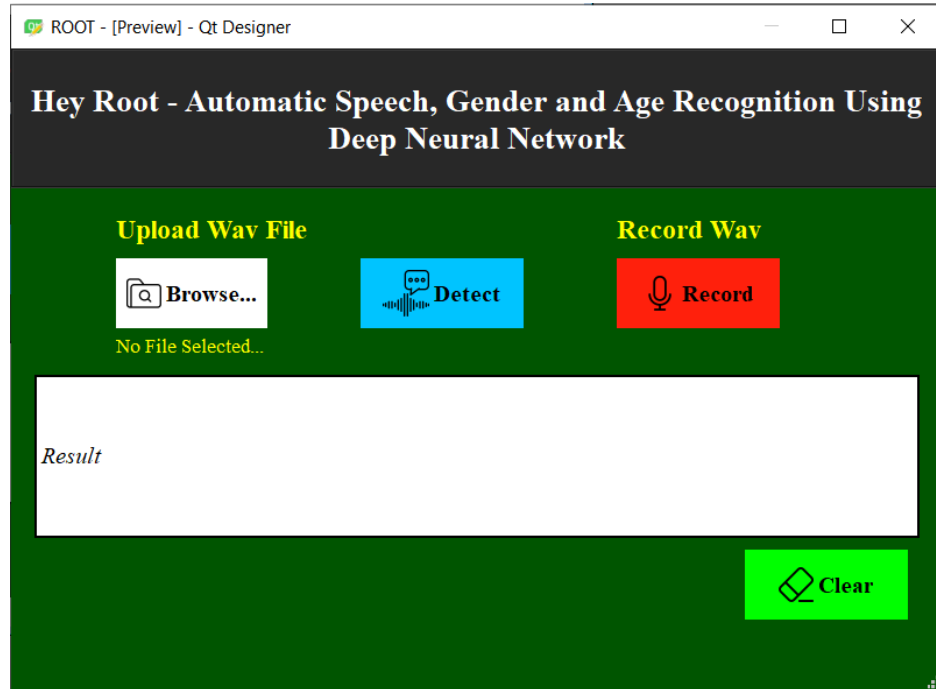 ROOT - [Preview] - Qt Designer
Hey Root - Automatic Speech, Gender and Age Recognition Using
Deep Neural Network
Upload Wav File
Record Wav
Browse...
Detect
Record
No File Selected...
Result
Clear